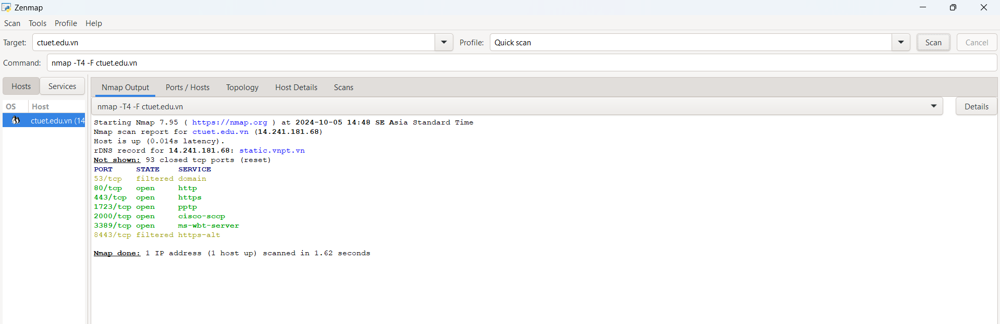 Zenmap
Scan Tools Profile Help
Target: ctuet.edu.vn Profile: Quick scan Scan Cancel
Command: nmap -T4 -F ctuet.edu.vn
Hosts Services
Nmap Output Ports / Hosts Topology Host Details Scans
OS Host
nmap -T4 -F ctuet.edu.vn Details
ctuet.edu.vn (14
Starting Nmap 7.95 ( https://nmap.org ) at 2024-10-05 14:48 SE Asia Standard Time
Nmap scan report for ctuet.edu.vn (14.241.181.68)
Host is up (0.014s latency).
rDNS record for 14.241.181.68: static.vnpt.vn
Not shown: 93 closed tcp ports (reset)
PORT STATE SERVICE
53/tcp filtered domain
80/tcp open http
443/tcp open https
1723/tcp open pptp
2000/tcp open cisco-sccp
3389/tcp open ms-wbt-server
8443/tcp filtered https-alt
Nmap done: 1 IP address (1 host up) scanned in 1.62 seconds